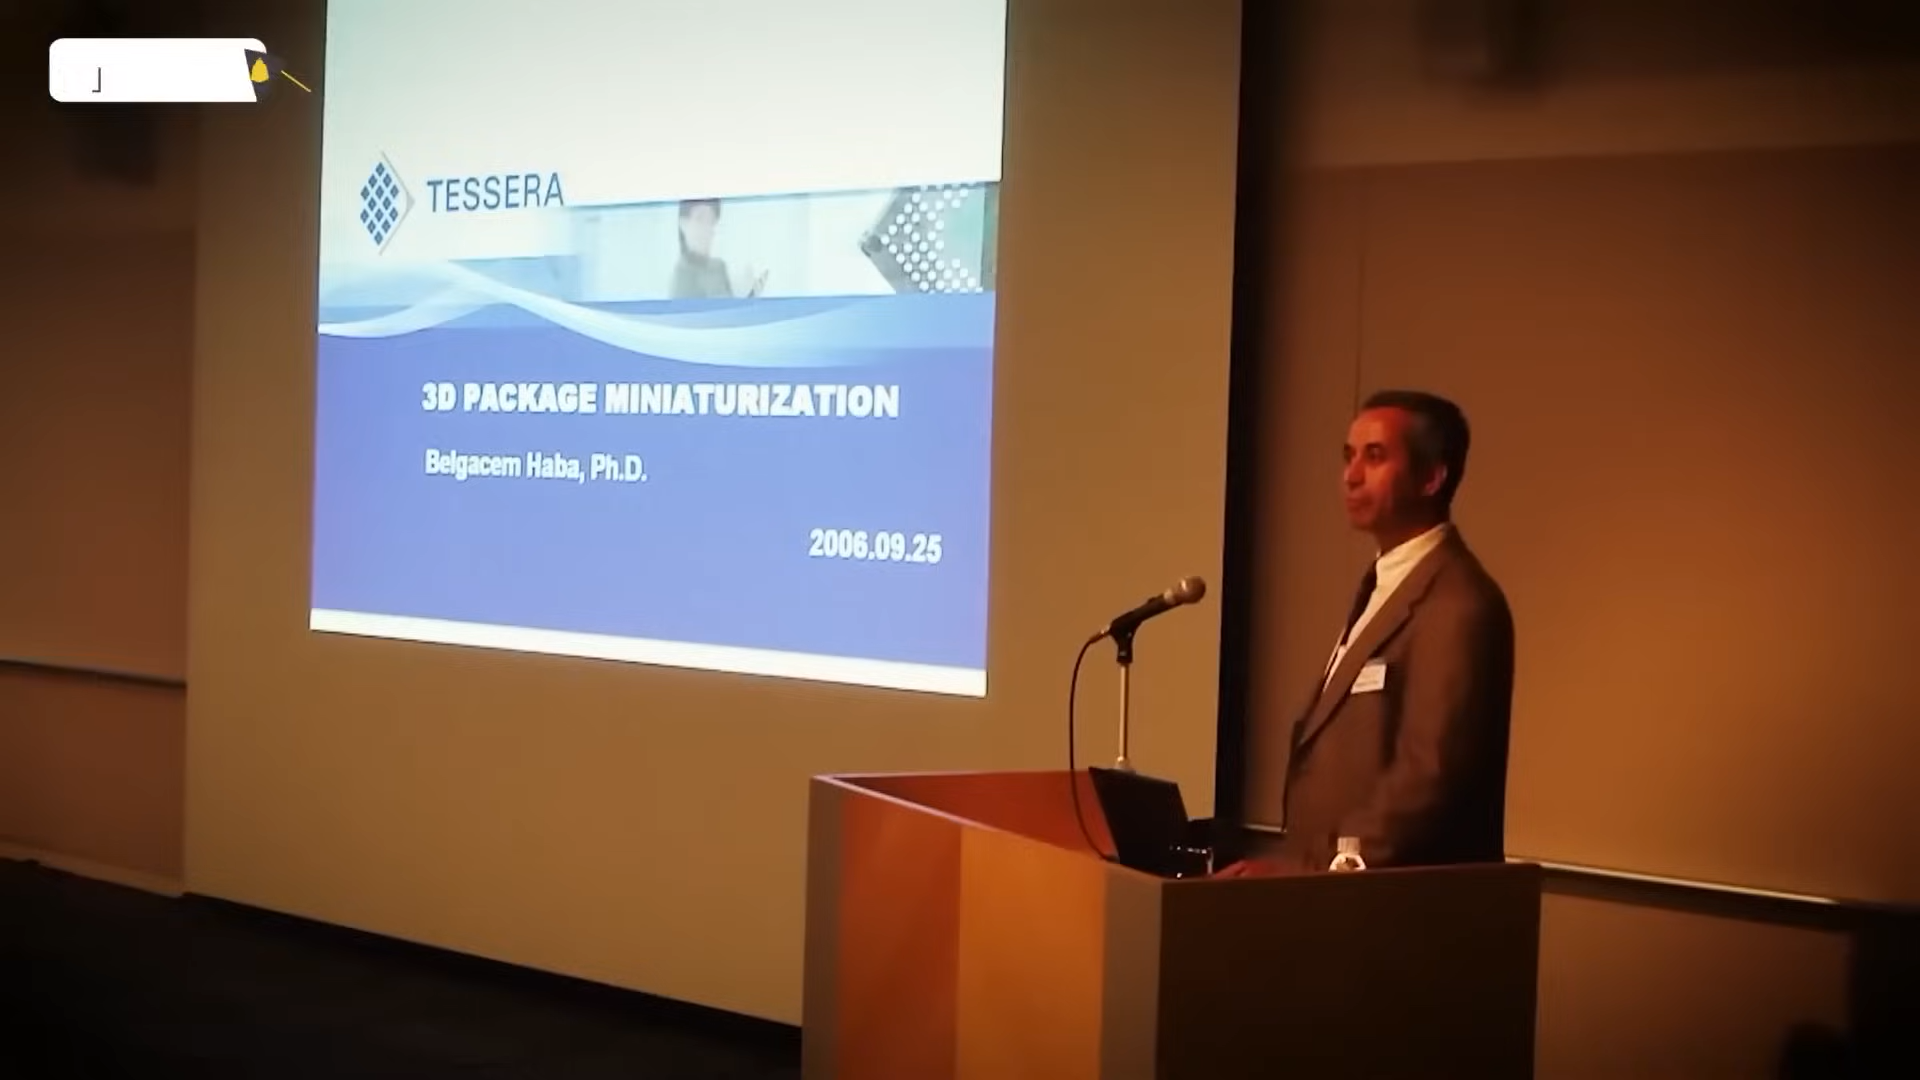 TESSERA
3D PACKAGE MINIATURIZATION
Belgacem Haba, Ph.D.
2006.09.25